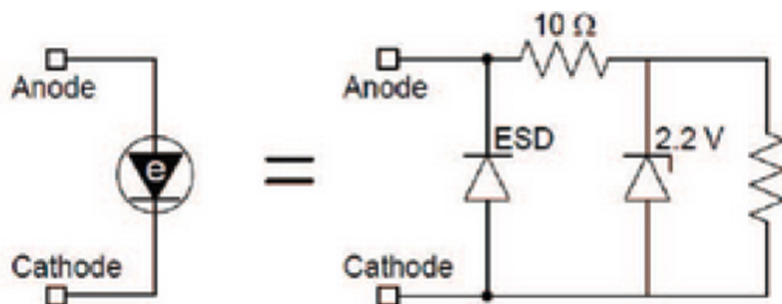 10 Ω
Anode
Anode
ESD
2.2 V
e
Cathode
Cathode